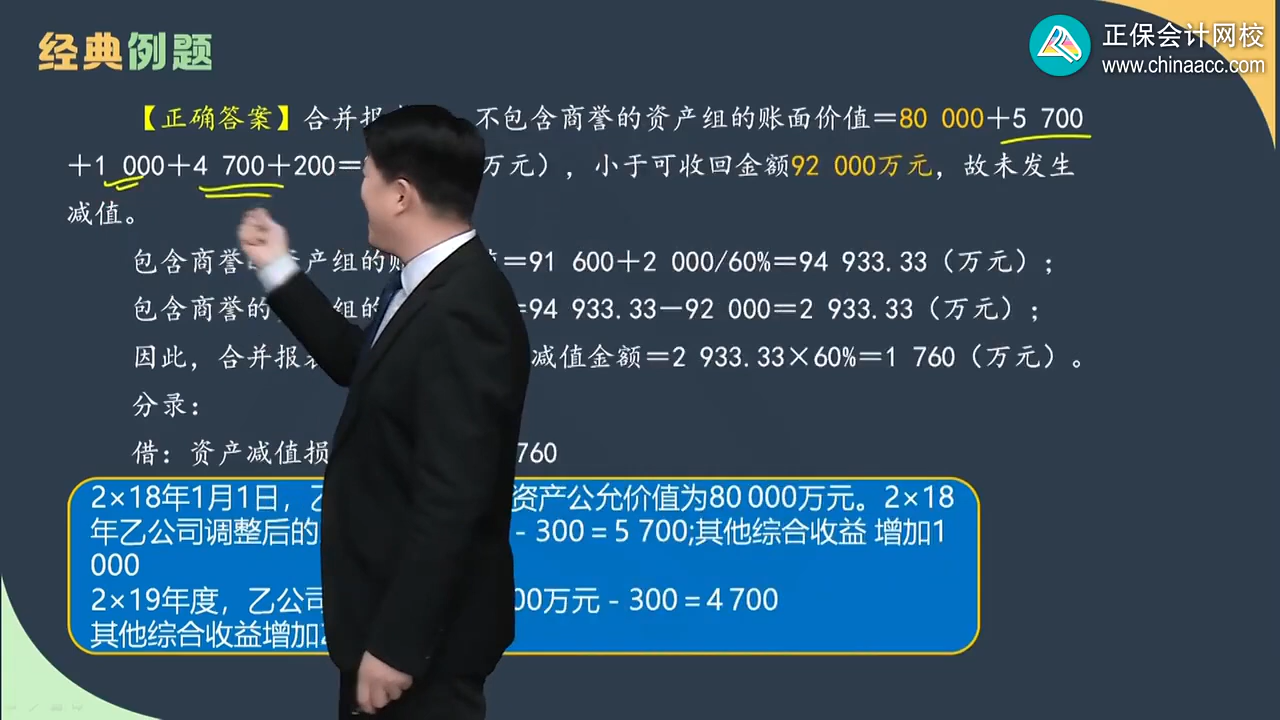 经典例题
正保会计网校
www.chinaacc.com
【正确答案】合并报 不包含商誉的资产组的账面价值＝80 000＋5 700
＋1 000＋4 700＋200＝ 万元），小于可收回金额92 000万元，故未发生
减值。
包含商誉 资产组的账 ＝91 600＋2 000/60%＝94 933.33（万元）；
包含商誉的资产组的 ＝94 933.33－92 000＝2 933.33（万元）；
因此，合并报表 减值金额＝2 933.33×60%＝1 760（万元）。
分录：
借：资产减值损 760
2×18年1月1日，乙 资产公允价值为80 000万元。2×18
年乙公司调整后的 - 300 = 5 700;其他综合收益 增加1
000
2×19年度，乙公司 00万元 - 300 = 4 700
其他综合收益增加